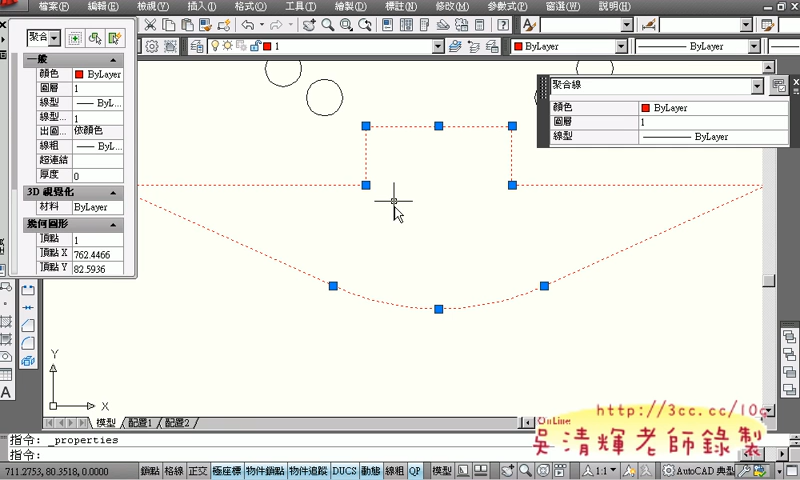 檔案(F) 編輯(E) 檢視(V) 插入(I) 格式(O) 工具(T) 繪製(D) 標註(N) 修改(M) 參數式(P) 視窗(W) 說明(H)
1 ByLayer ByLayer
聚合
一般
顏色 ByLayer
圖層 1
線型 ByL...
線型... 1
出圖... 依顏色
線粗 ByL...
超連結
厚度 0
3D 視覺化
材料 ByLayer
幾何圖形
頂點 1
頂點 X 762.4466
頂點 Y 82.5936
聚合線
顏色 ByLayer
圖層 1
線型 ByLayer
Y
X
模型 配置1 配置2
指令: _properties
指令:
http://3cc.cc/10q
OnLine
吳清輝老師錄製
711.2753, 80.3518, 0.0000 鎖點 格線 正交 極座標 物件鎖點 物件追蹤 DUCS 動態 線粗 QP 模型 1:1 AutoCAD 典型